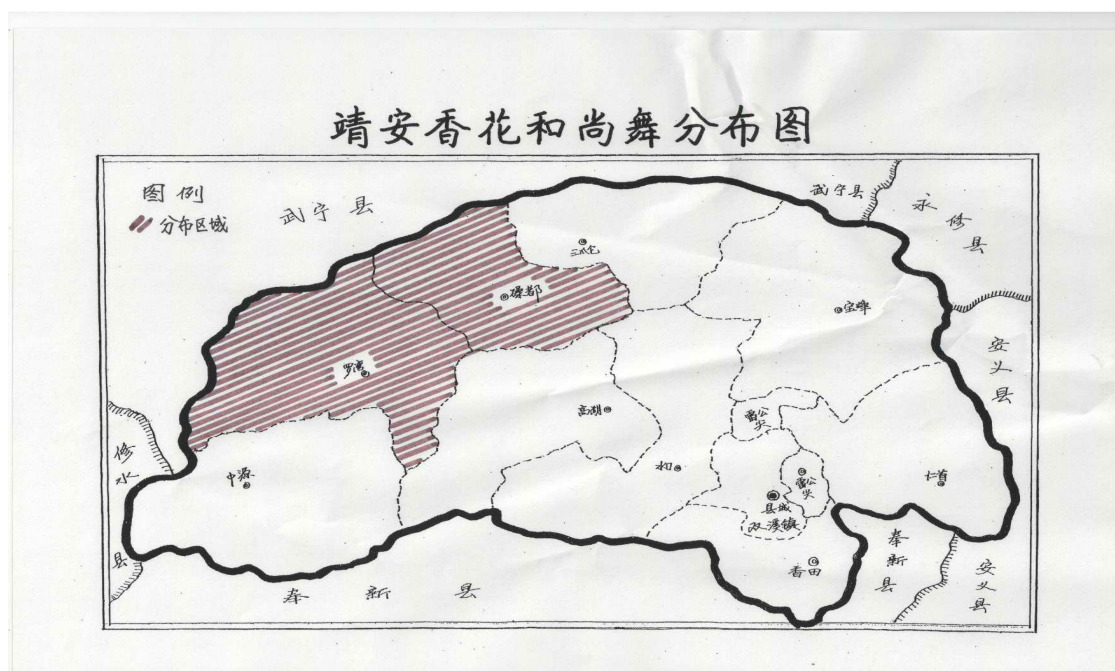 靖安香花和尚舞分布图
图例
分布区域
武宁县
武宁县
永修县
三爪仑
璪都
宝峰
安义县
罗湾
高湖
雷公尖
修水县
中源
水口
雷公尖
仁首
县城
双溪镇
香田
奉新县
奉新县
安义县